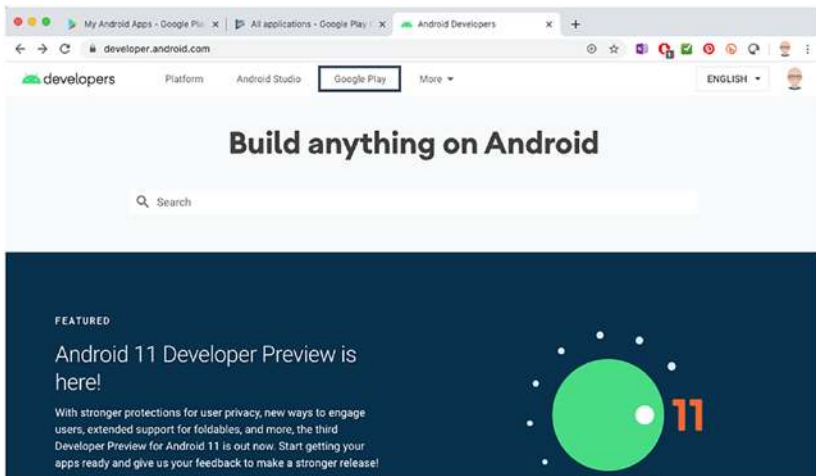 My Android Apps - Google Pla
All applications - Google Play
Android Developers
developer.android.com
developers
Platform
Android Studio
Google Play
More
ENGLISH
Build anything on Android
Search
FEATURED
Android 11 Developer Preview is
here!
With stronger protections for user privacy, new ways to engage
users, extended support for foldables, and more, the third
Developer Preview for Android 11 is out now. Start getting your
apps ready and give us your feedback to make a stronger release!
11